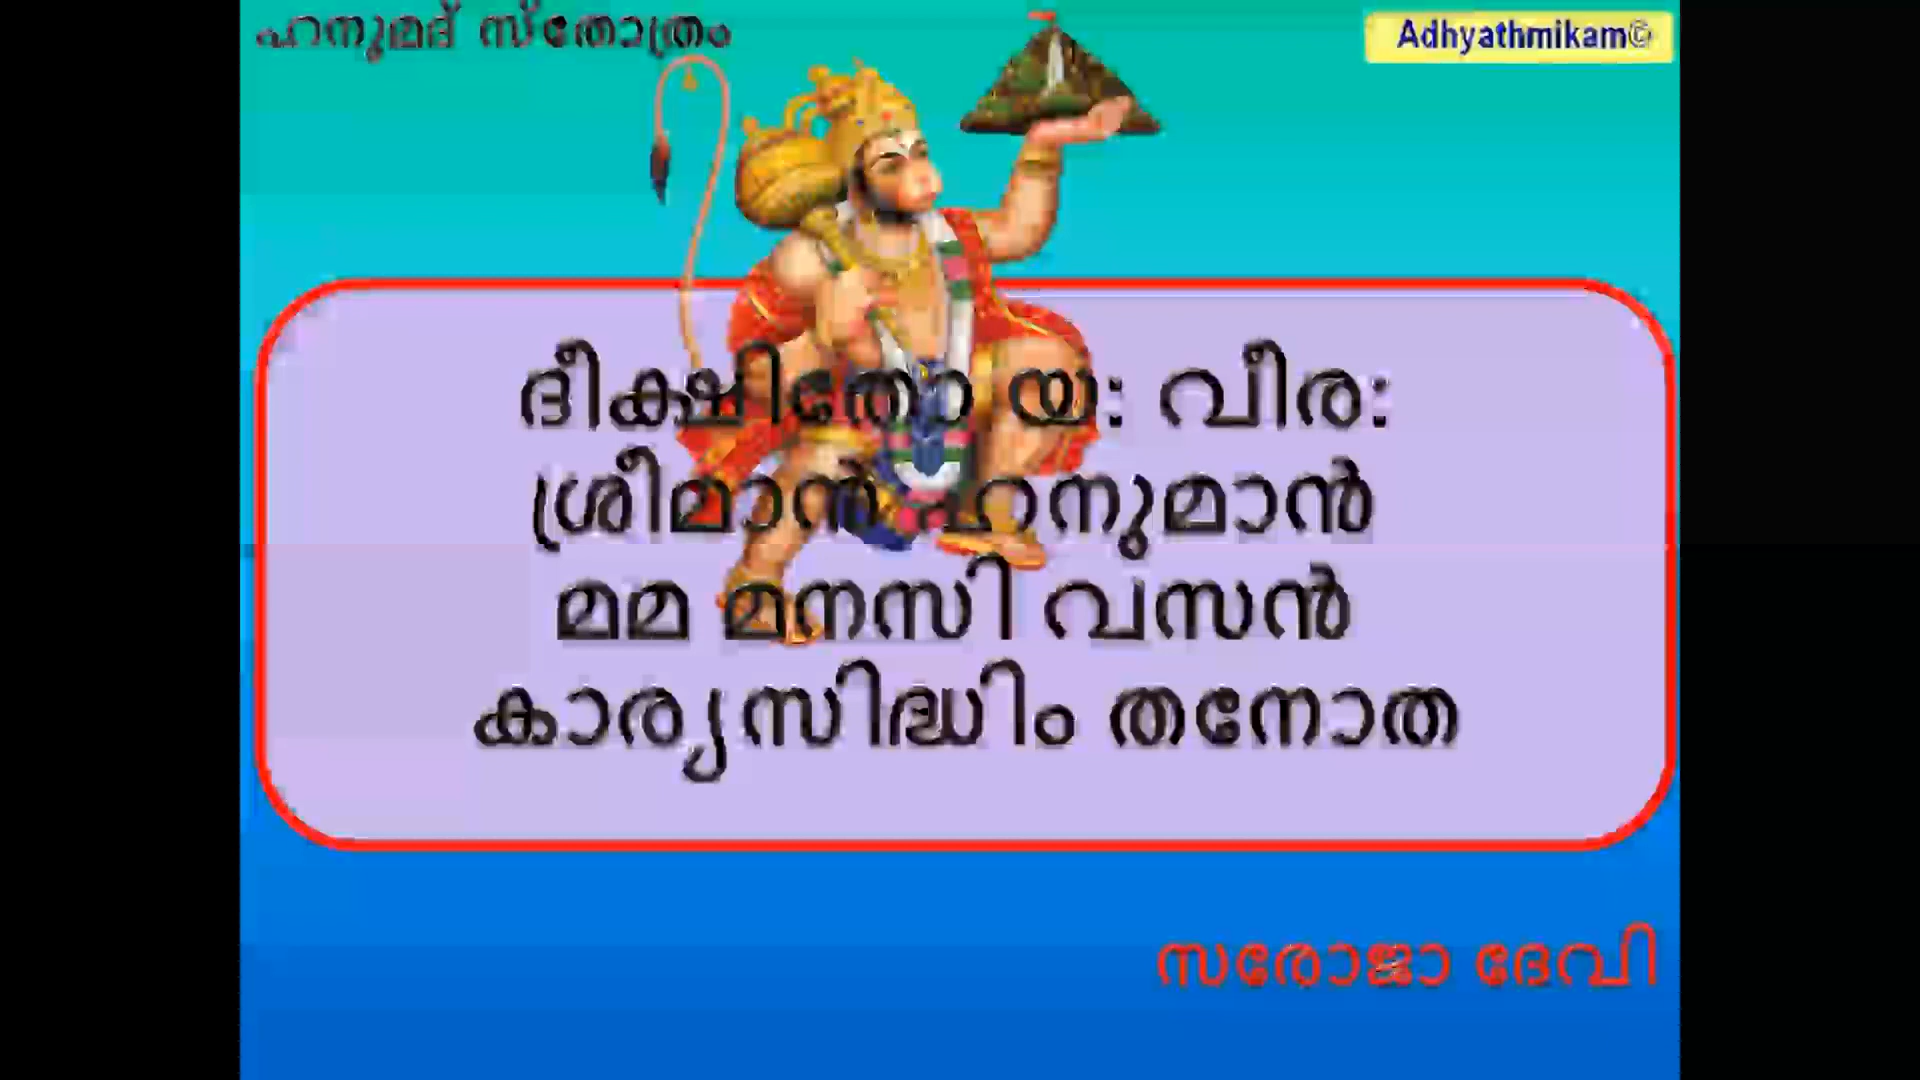 ഹനുമദ് സ്തോത്രം
Adhyathmikam©
ദീക്ഷിതോ യ: വീര:
ശ്രീമാൻ ഹനുമാൻ
മമ മനസി വസൻ
കാര്യസിദ്ധിം തനോത
സരോജാ ദേവി